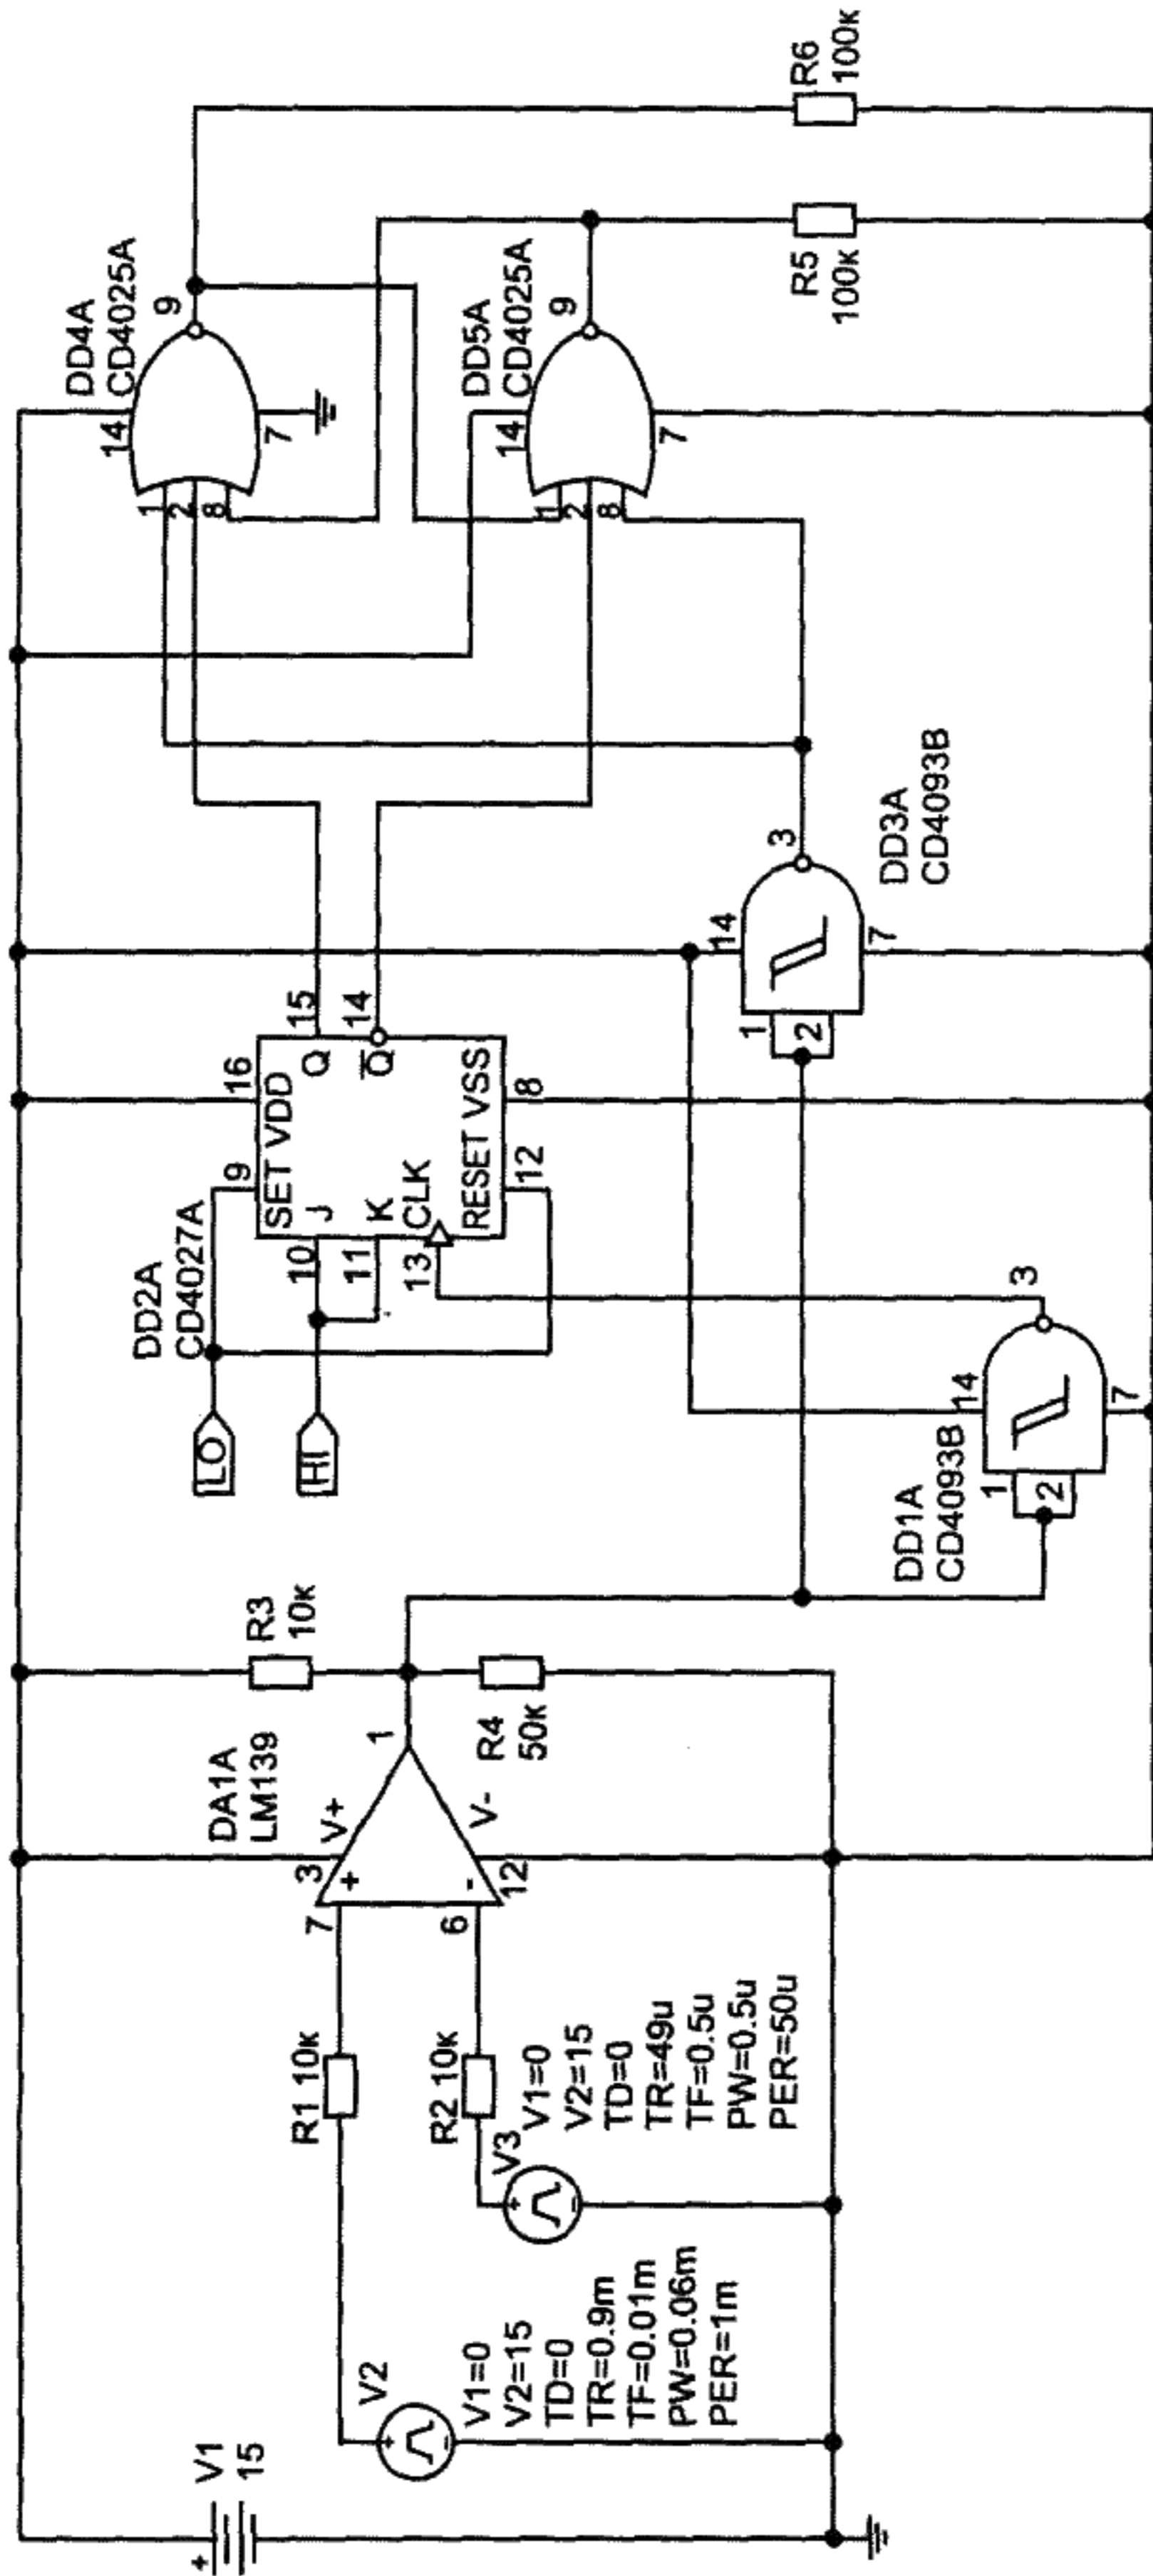 V1
15
V2
V1=0
V2=15
TD=0
TR=0.9m
TF=0.01m
PW=0.06m
PER=1m
R1 10к
R2 10к
V3
V1=0
V2=15
TD=0
TR=49u
TF=0.5u
PW=0.5u
PER=50u
DA1A
LM139
3
V+
7
+
6
-
12
V-
1
R3
10к
R4
50к
LO
HI
DD2A
CD4027A
9
16
SET VDD
10
J
15
Q
11
K
14
Q̅
13
CLK
RESET VSS
12
8
DD1A
CD4093B
1
2
14
7
3
1
2
14
7
3
DD3A
CD4093B
DD4A
CD4025A
14
1
2
8
9
7
DD5A
CD4025A
14
1
2
8
9
7
R5
100к
R6
100к